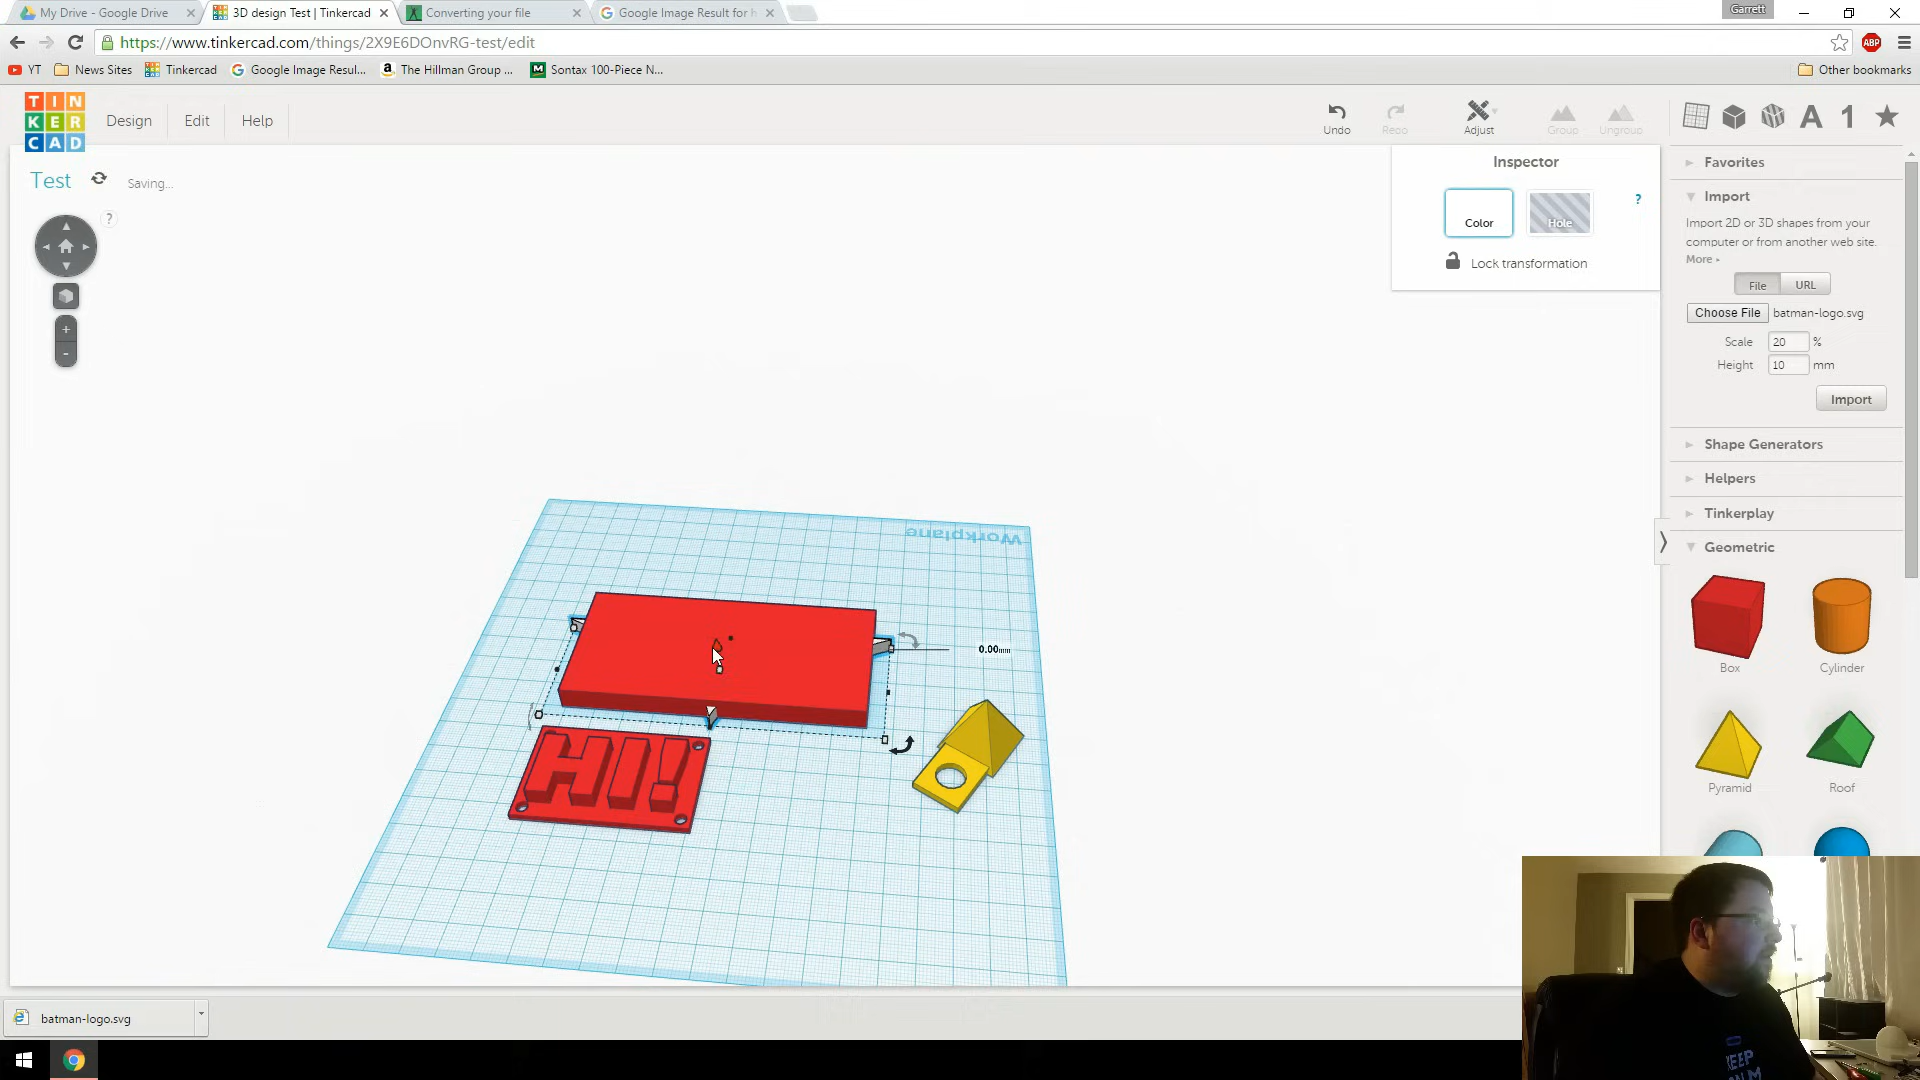 My Drive - Google Drive
3D design Test | Tinkercad
Converting your file
Google Image Result for h
Garrett
https://www.tinkercad.com/things/2X9E6DOnvRG-test/edit
ABP
YT
News Sites
Tinkercad
Google Image Resul...
The Hillman Group ...
Sontax 100-Piece N...
Other bookmarks
TIN
KER
CAD
Design
Edit
Help
Undo
Redo
Adjust
Group
Ungroup
A
1
Test
Saving...
?
+
-
Inspector
Color
Hole
?
Lock transformation
Favorites
Import
Import 2D or 3D shapes from your
computer or from another web site.
More
File
URL
Choose File
batman-logo.svg
Scale
20
%
Height
10
mm
Import
Shape Generators
Helpers
Tinkerplay
Geometric
Box
Cylinder
Pyramid
Roof
Workplane
0.00mm
HI!
batman-logo.svg
KEEP